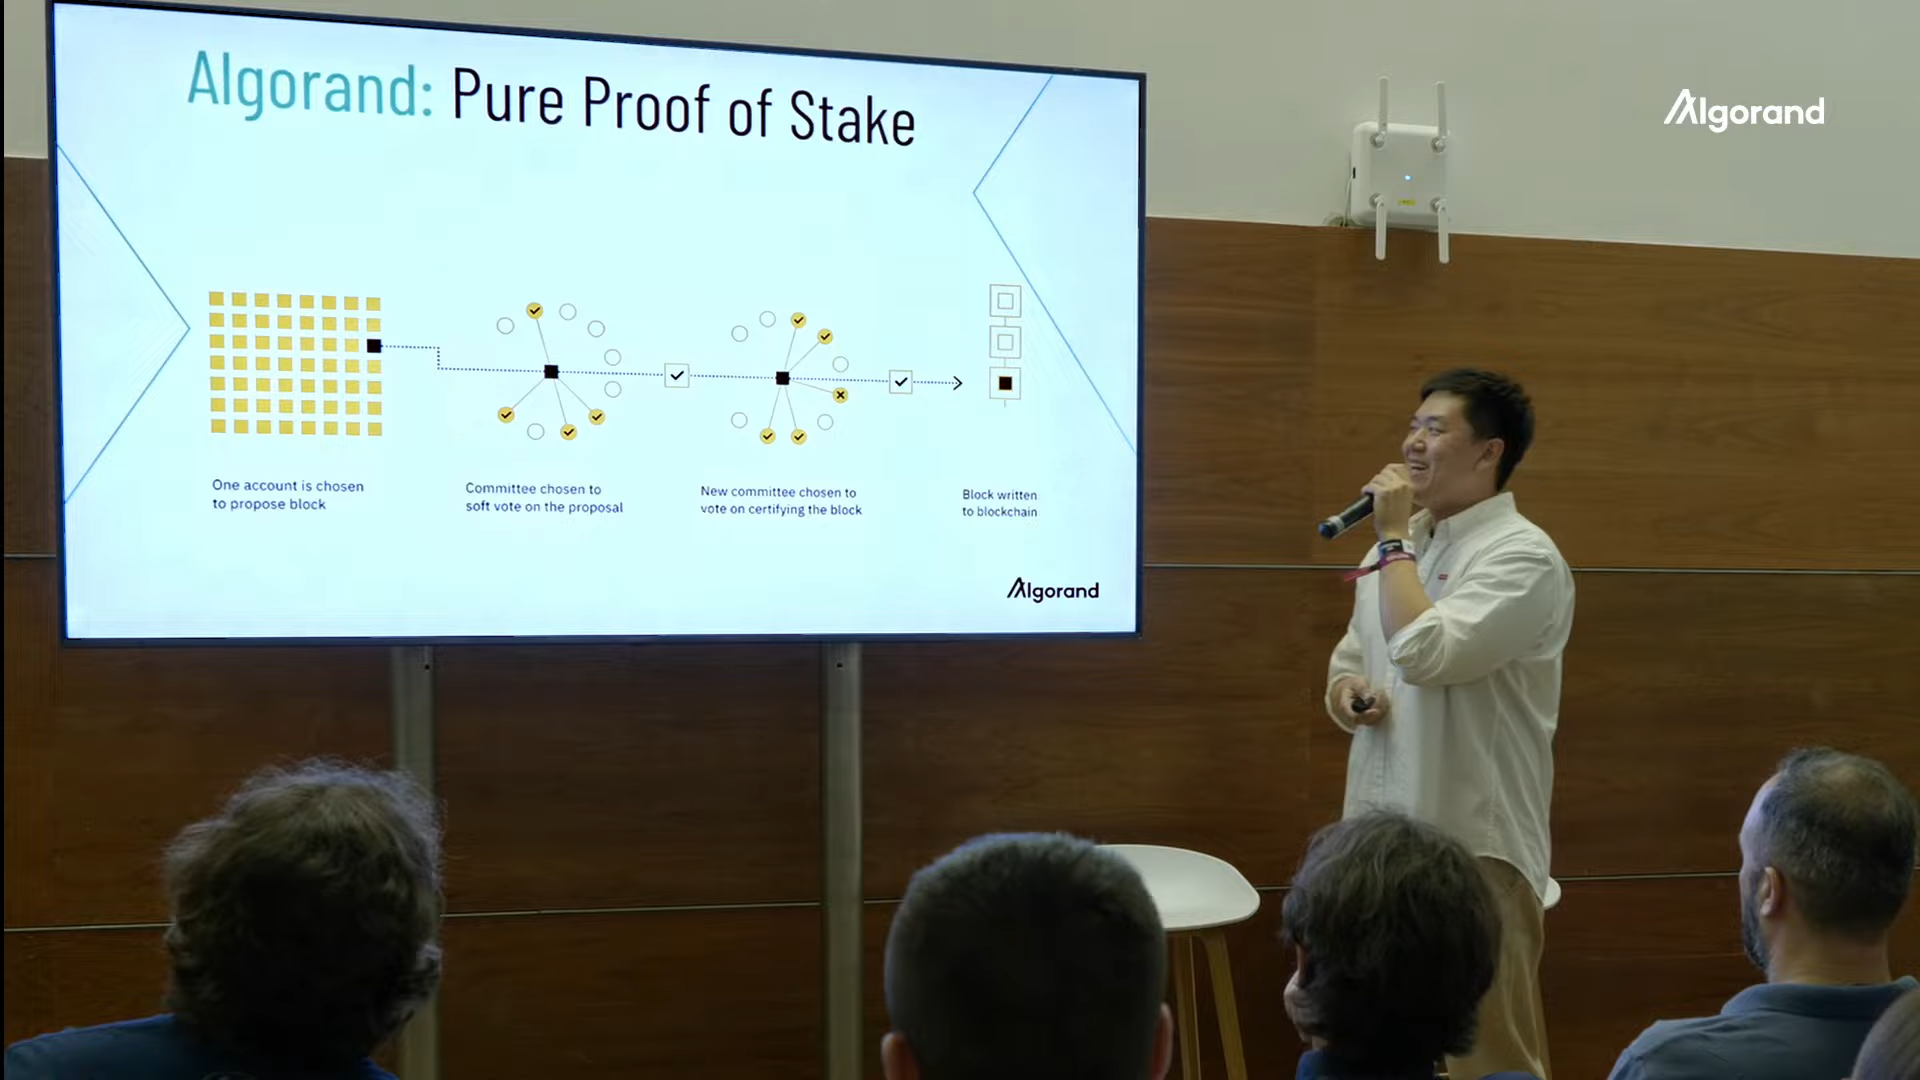 Algorand: Pure Proof of Stake
Algorand
One account is chosen
to propose block
Committee chosen to
soft vote on the proposal
New committee chosen to
vote on certifying the block
Block written
to blockchain
Algorand